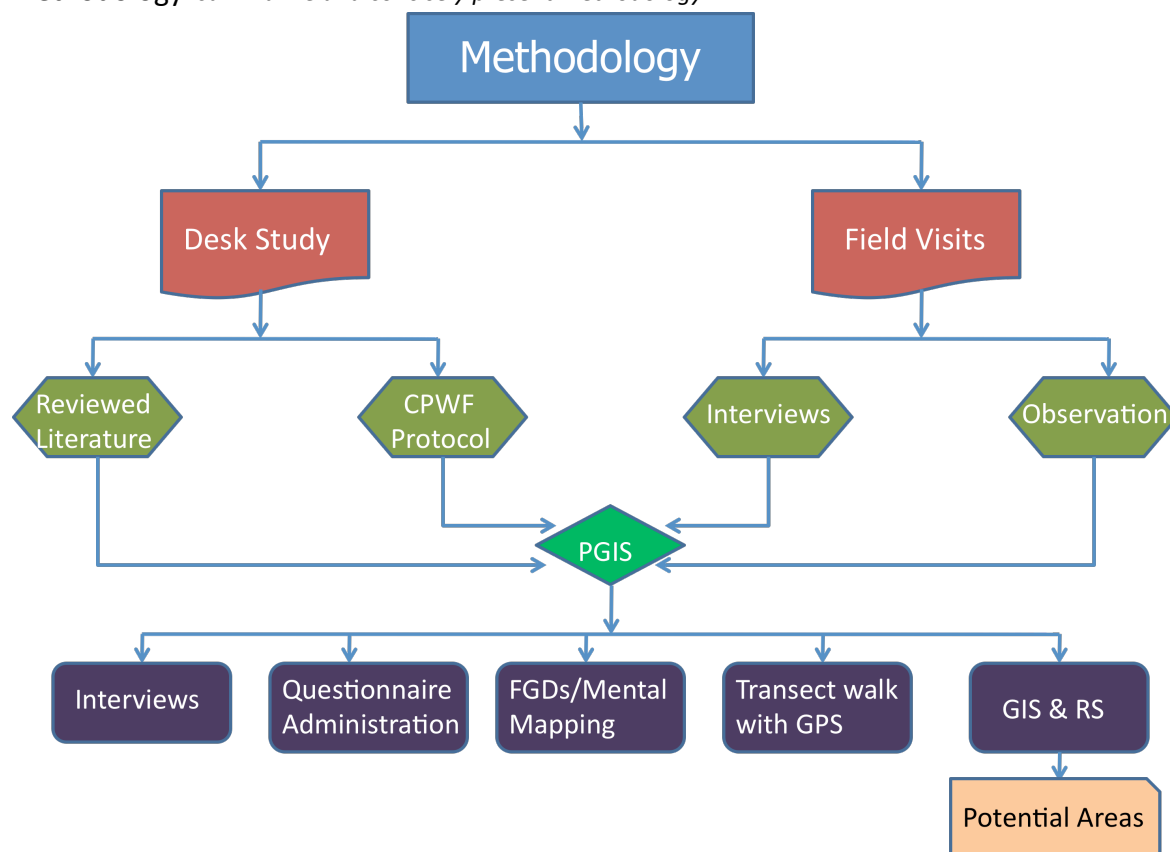 Methodology
Desk Study
Field Visits
Reviewed
Literature
CPWF
Protocol
Interviews
Observation
PGIS
Interviews
Questionnaire
Administration
FGDs/Mental
Mapping
Transect walk
with GPS
GIS & RS
Potential Areas